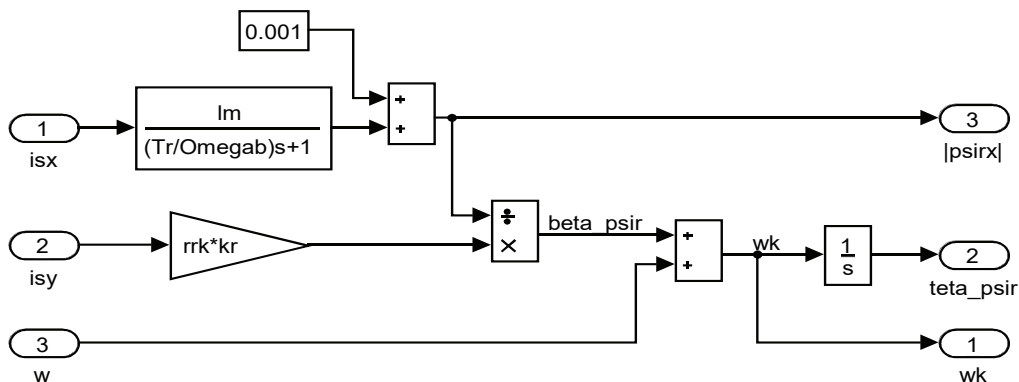 0.001
+
+
1
isx
lm
(Tr/Omegab)s+1
3
|psirx|
2
isy
rrk*kr
÷
×
beta_psir
+
+
wk
1
s
2
teta_psir
3
w
1
wk